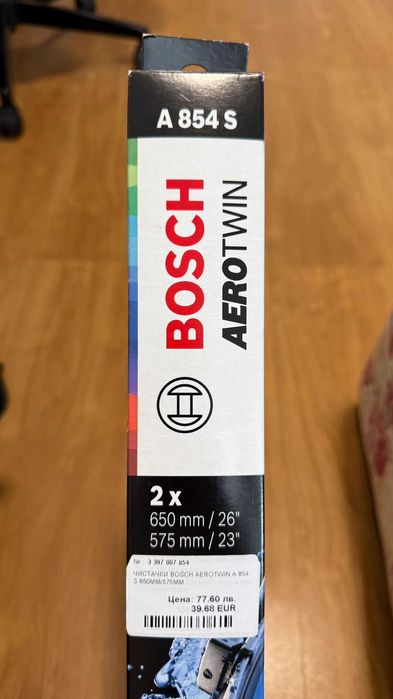 A 854 S
BOSCH
AEROTWIN
2 x
650 mm / 26"
575 mm / 23"
№ : 3 397 007 854
ЧИСТАЧКИ BOSCH AEROTWIN A 854
S 650MM/575MM
Цена: 77.60 лв.
39.68 EUR